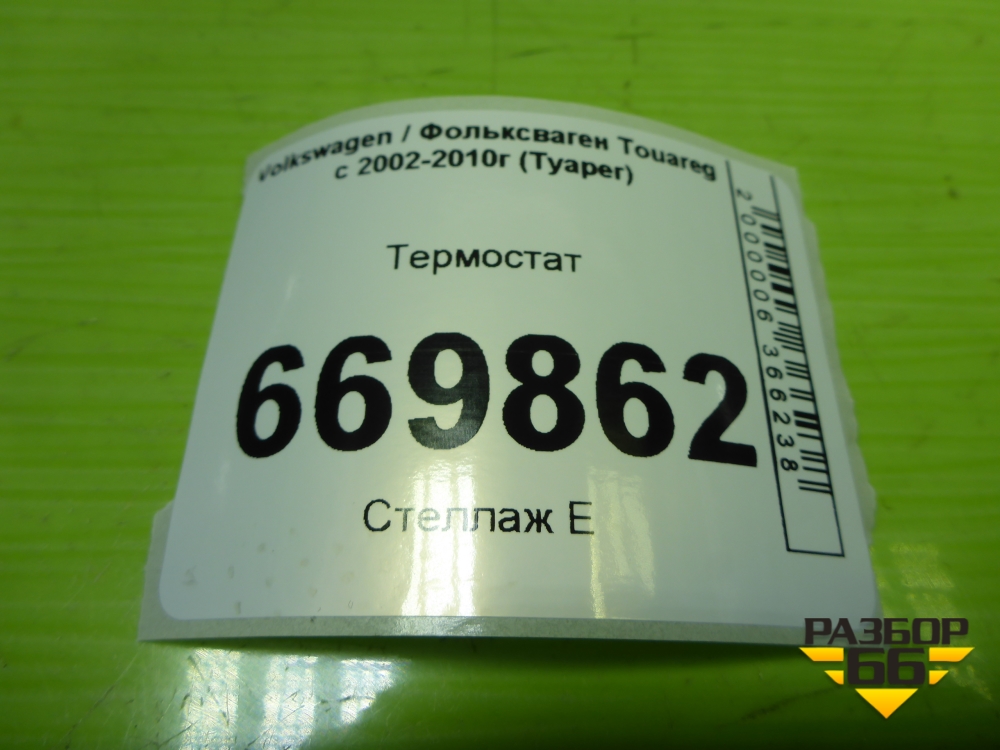 Volkswagen / Фольксваген Touareg
с 2002-2010г (Туарег)
Термостат
669862
Стеллаж Е
2000006366238
РАЗБОР
66